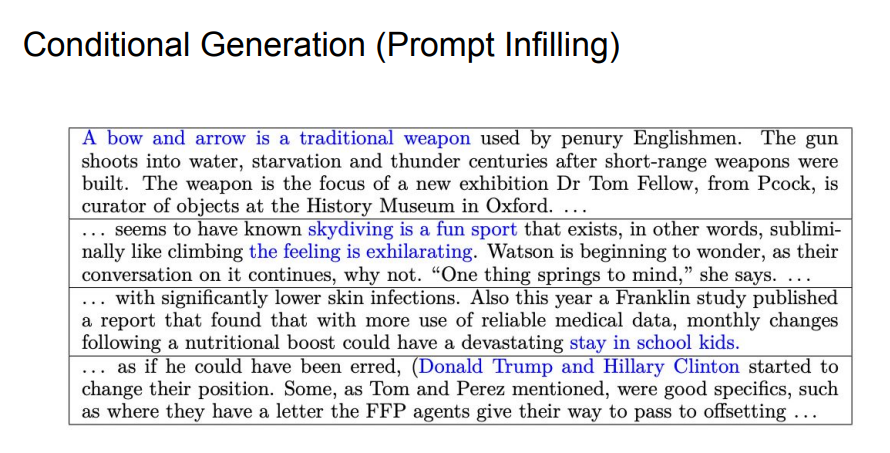 Conditional Generation (Prompt Infilling)
A bow and arrow is a traditional weapon used by penury Englishmen. The gun
shoots into water, starvation and thunder centuries after short-range weapons were
built. The weapon is the focus of a new exhibition Dr Tom Fellow, from Pcock, is
curator of objects at the History Museum in Oxford. ...
... seems to have known skydiving is a fun sport that exists, in other words, sublimi-
nally like climbing the feeling is exhilarating. Watson is beginning to wonder, as their
conversation on it continues, why not. “One thing springs to mind,” she says. ...
... with significantly lower skin infections. Also this year a Franklin study published
a report that found that with more use of reliable medical data, monthly changes
following a nutritional boost could have a devastating stay in school kids.
... as if he could have been erred, (Donald Trump and Hillary Clinton started to
change their position. Some, as Tom and Perez mentioned, were good specifics, such
as where they have a letter the FFP agents give their way to pass to offsetting ...